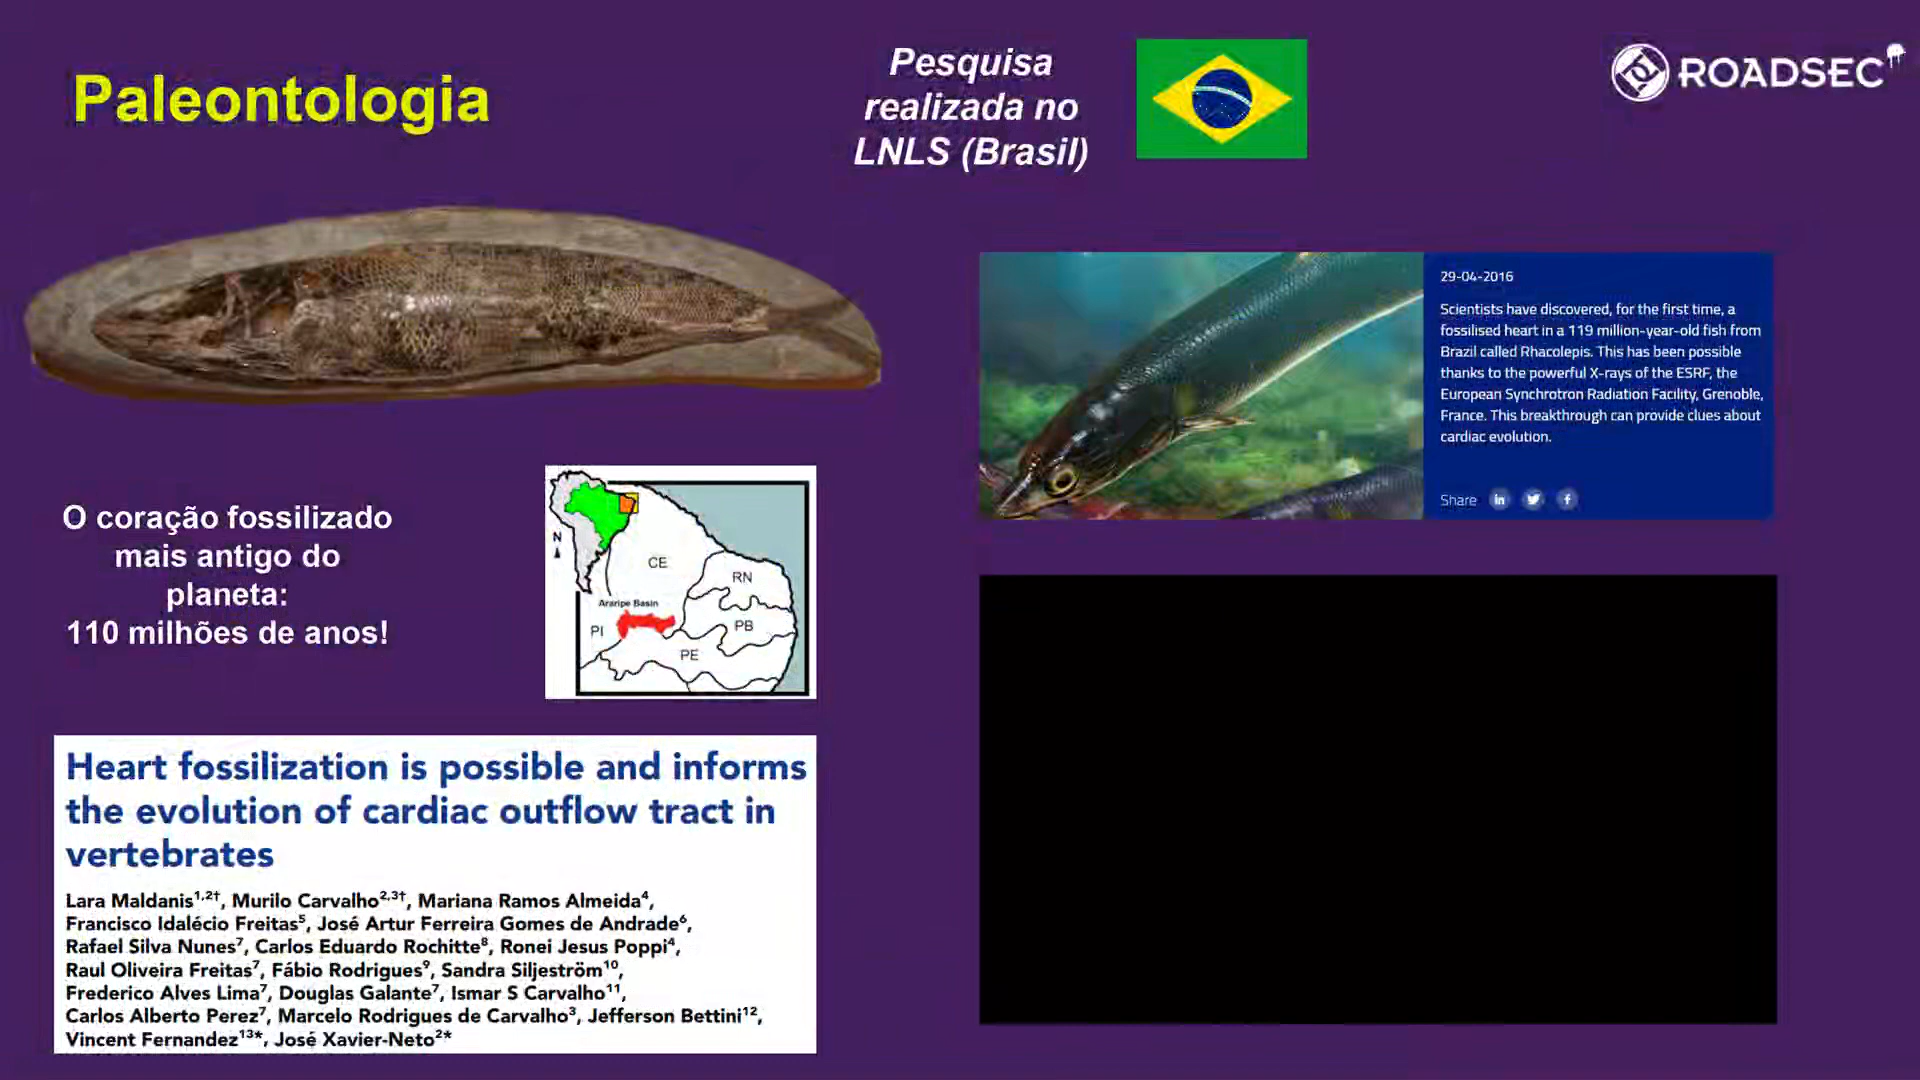 Paleontologia
Pesquisa
realizada no
LNLS (Brasil)
ROADSEC
29-04-2016
Scientists have discovered, for the first time, a
fossilised heart in a 119 million-year-old fish from
Brazil called Rhacolepis. This has been possible
thanks to the powerful X-rays of the ESRF, the
European Synchrotron Radiation Facility, Grenoble,
France. This breakthrough can provide clues about
cardiac evolution.
Share
O coração fossilizado
mais antigo do
planeta:
110 milhões de anos!
N
CE
RN
Araripe Basin
PI
PB
PE
Heart fossilization is possible and informs
the evolution of cardiac outflow tract in
vertebrates
Lara Maldanis1,2†, Murilo Carvalho2,3†, Mariana Ramos Almeida4,
Francisco Idalécio Freitas5, José Artur Ferreira Gomes de Andrade6,
Rafael Silva Nunes7, Carlos Eduardo Rochitte8, Ronei Jesus Poppi4,
Raul Oliveira Freitas7, Fábio Rodrigues9, Sandra Siljeström10,
Frederico Alves Lima7, Douglas Galante7, Ismar S Carvalho11,
Carlos Alberto Perez7, Marcelo Rodrigues de Carvalho3, Jefferson Bettini12,
Vincent Fernandez13*, José Xavier-Neto2*